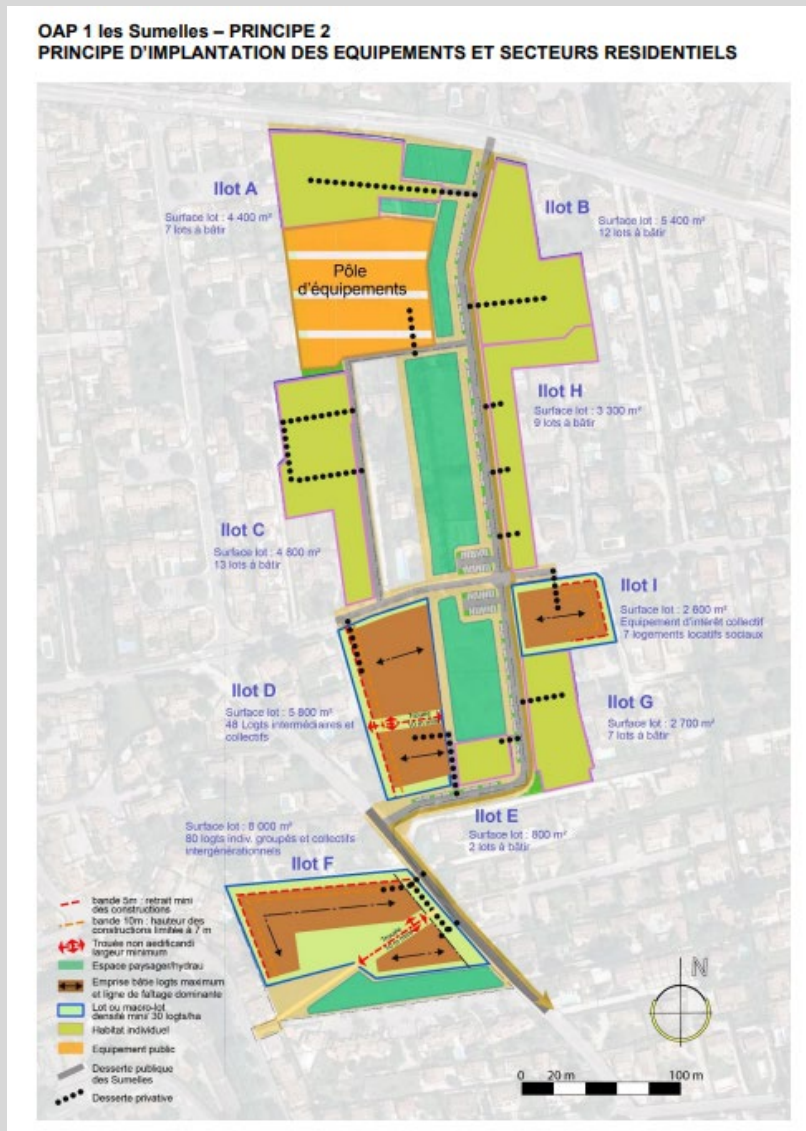 OAP 1 les Sumelles – PRINCIPE 2
PRINCIPE D'IMPLANTATION DES EQUIPEMENTS ET SECTEURS RESIDENTIELS
Ilot A
Surface lot : 4 400 m²
7 lots à bâtir
Ilot B
Surface lot : 5 400 m²
12 lots à bâtir
Pôle
d'équipements
Ilot H
Surface lot : 3 300 m²
9 lots à bâtir
Ilot C
Surface lot : 4 800 m²
13 lots à bâtir
Ilot I
Surface lot : 2 800 m²
Equipement d'intérêt collectif
7 logements locatifs sociaux
Ilot D
Surface lot : 5 800 m²
48 Logts intermédiaires et
collectifs
Trouée
Ilot G
Surface lot : 2 700 m²
7 lots à bâtir
Ilot E
Surface lot : 800 m²
2 lots à bâtir
Surface lot : 8 000 m²
80 logts indiv. groupés et collectifs
intergénérationnels
Ilot F
Trouée
bande 5m : retrait mini
des constructions
bande 10m : hauteur des
constructions limitée à 7 m
Trouée non aedificandi
largeur minimum
Espace paysager/hydrau
Emprise bâtie logts maximum
et ligne de faîtage dominante
Lot ou macro-lot
densité mini 30 logts/ha
Habitat individuel
Equipement public
Desserte publique
des Sumelles
Desserte privative
N
0 20 m 100 m